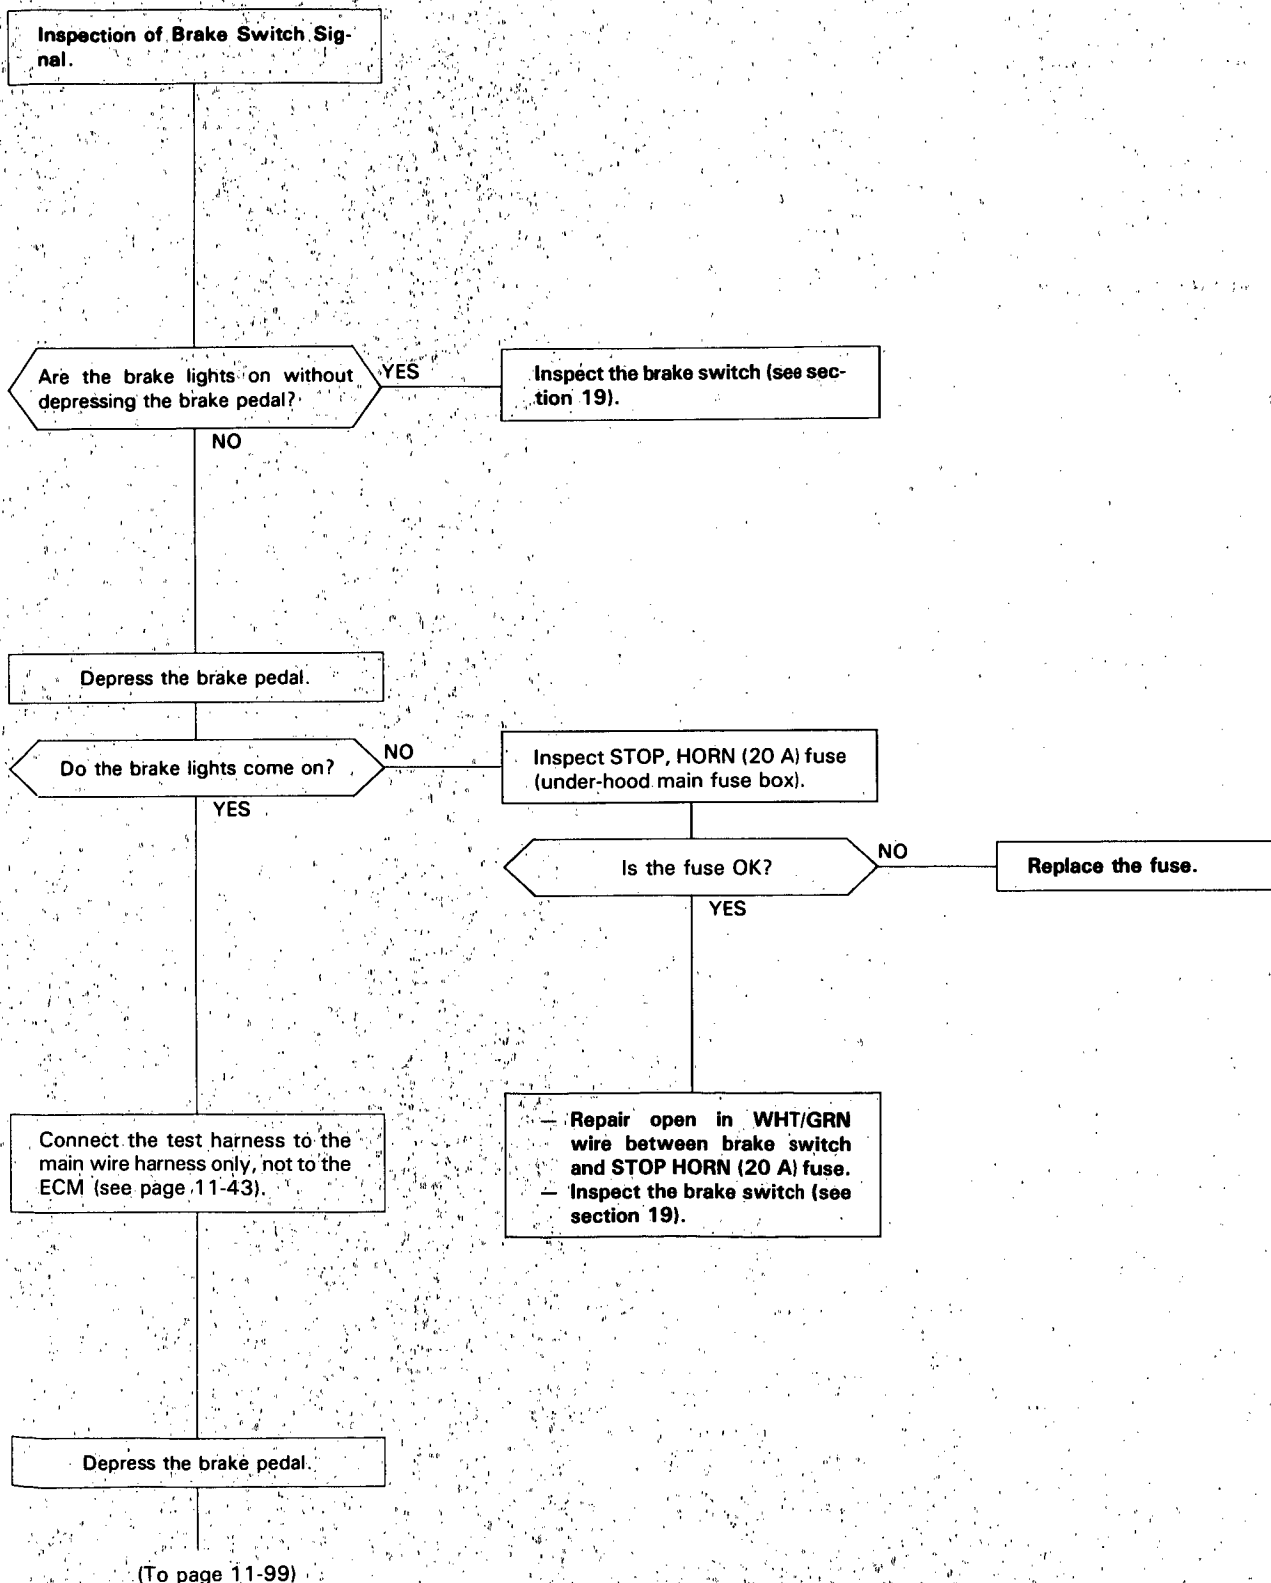 Inspection of Brake Switch Sig-
nal.
Are the brake lights on without
depressing the brake pedal?
YES
Inspect the brake switch (see sec-
tion 19).
NO
Depress the brake pedal.
Do the brake lights come on?
NO
Inspect STOP, HORN (20 A) fuse
(under-hood main fuse box).
YES
Is the fuse OK?
NO
Replace the fuse.
YES
— Repair open in WHT/GRN
wire between brake switch
and STOP HORN (20 A) fuse.
— Inspect the brake switch (see
section 19).
Connect the test harness to the
main wire harness only, not to the
ECM (see page 11-43).
Depress the brake pedal.
(To page 11-99)